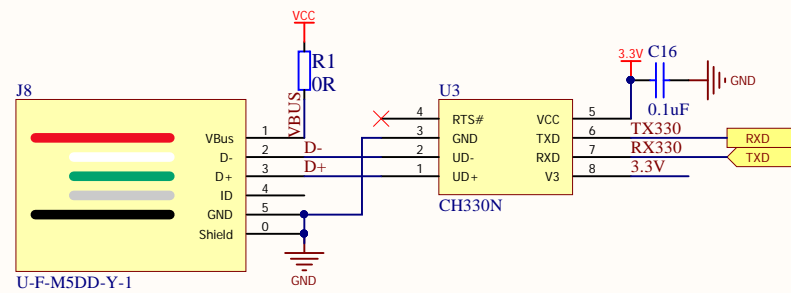 VCC
3.3V
C16
GND
0.1uF
R1
0R
VBUS
J8
VBus 1
D- 2 D-
D+ 3 D+
ID 4
GND 5
Shield 0
GND
U-F-M5DD-Y-1
U3
4 RTS# VCC 5
3 GND TXD 6 TX330 RXD
2 UD- RXD 7 RX330 TXD
1 UD+ V3 8 3.3V
CH330N